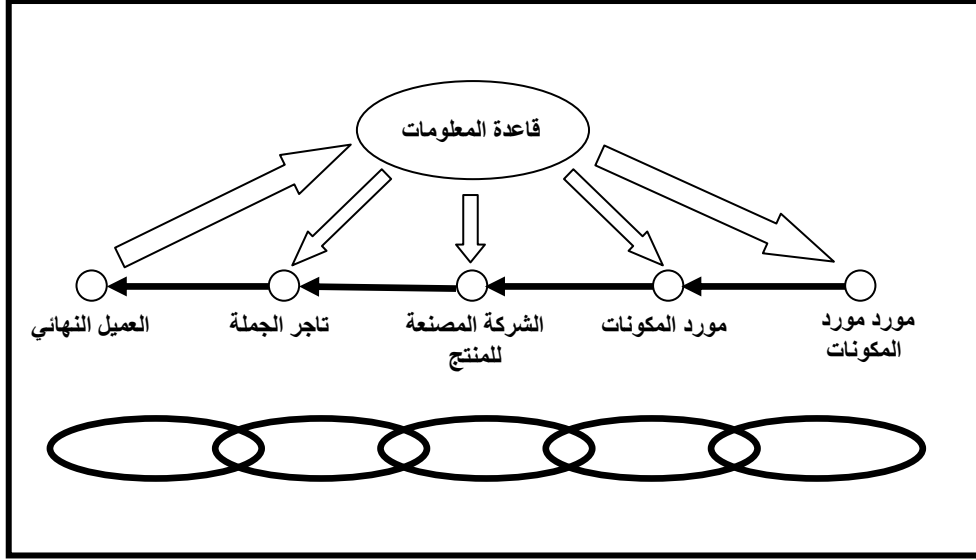 قاعدة المعلومات
مورد مورد
المكونات
مورد المكونات
الشركة المصنعة
للمنتج
تاجر الجملة
العميل النهائي